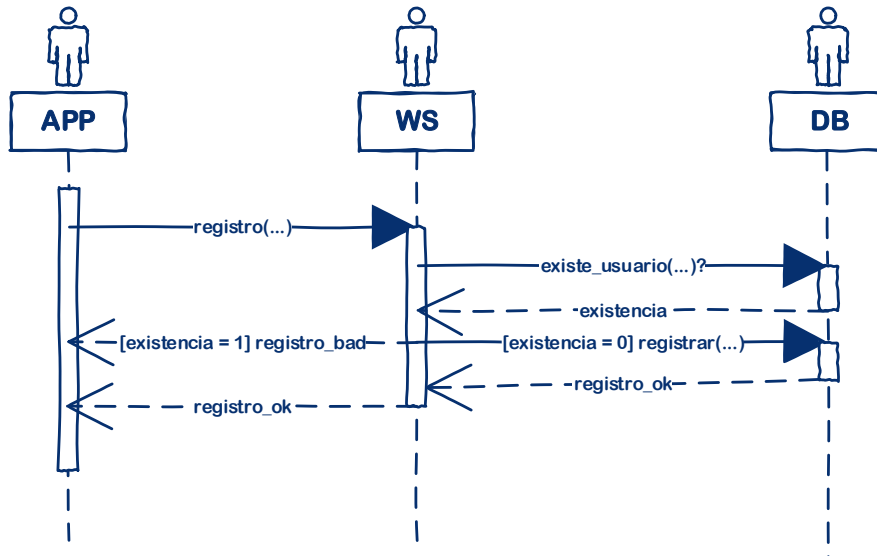 APP
WS
DB
registro(...)
existe_usuario(...)?
existencia
[existencia = 1] registro_bad
[existencia = 0] registrar(...)
registro_ok
registro_ok